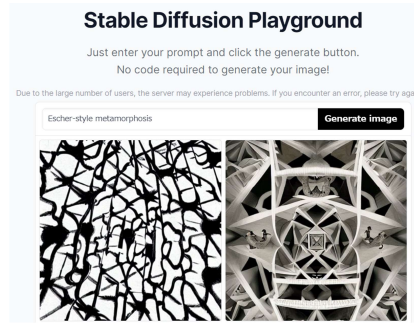 Stable Diffusion Playground
Just enter your prompt and click the generate button.
No code required to generate your image!
Due to the large number of users, the server may experience problems. If you encounter an error, please try aga
Escher-style metamorphosis
Generate image